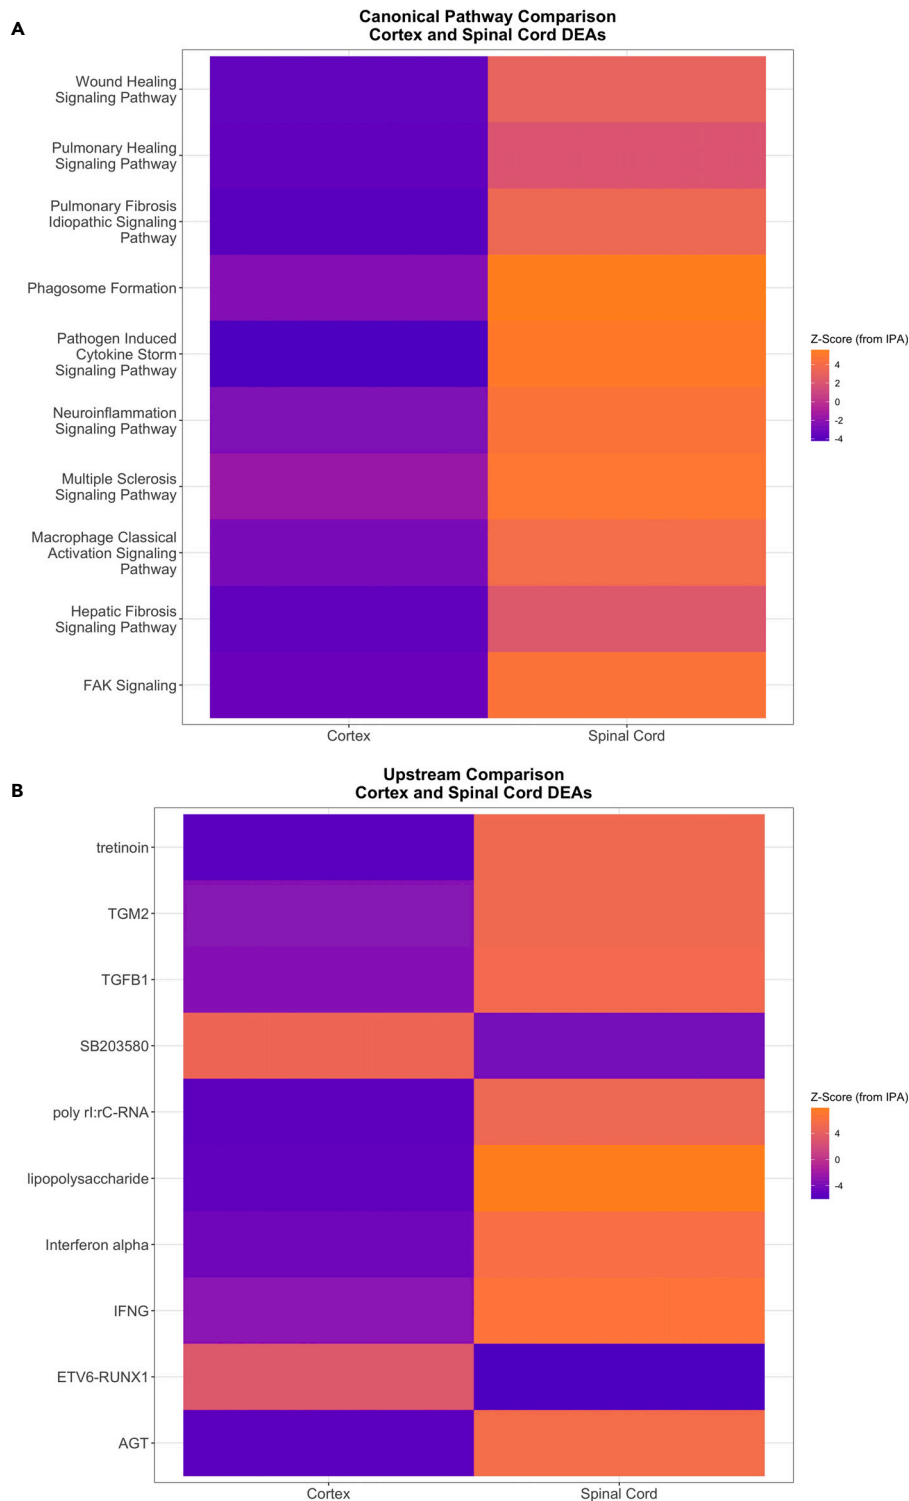 A
Canonical Pathway Comparison
Cortex and Spinal Cord DEAs
Wound Healing
Signaling Pathway
Pulmonary Healing
Signaling Pathway
Pulmonary Fibrosis
Idiopathic Signaling
Pathway
Phagosome Formation
Pathogen Induced
Cytokine Storm
Signaling Pathway
Neuroinflammation
Signaling Pathway
Multiple Sclerosis
Signaling Pathway
Macrophage Classical
Activation Signaling
Pathway
Hepatic Fibrosis
Signaling Pathway
FAK Signaling
Cortex
Spinal Cord
Z-Score (from IPA)
4
2
0
-2
-4
B
Upstream Comparison
Cortex and Spinal Cord DEAs
tretinoin
TGM2
TGFB1
SB203580
poly rI:rC-RNA
lipopolysaccharide
Interferon alpha
IFNG
ETV6-RUNX1
AGT
Cortex
Spinal Cord
Z-Score (from IPA)
4
0
-4